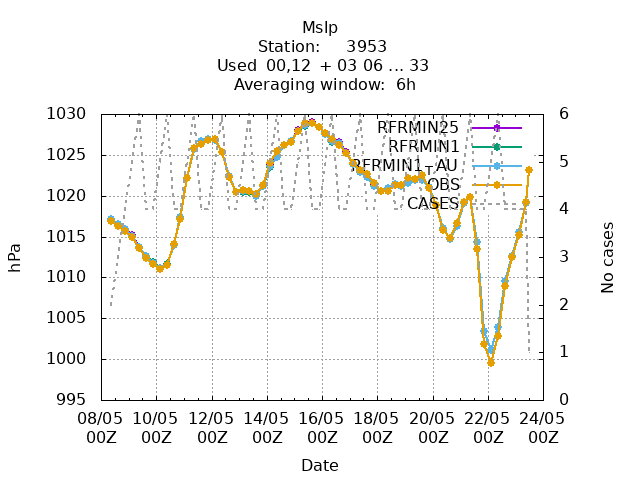 Mslp
Station: 3953
Used 00,12 + 03 06 ... 33
Averaging window: 6h
1030
1025
1020
1015
1010
1005
1000
995
hPa
6
5
4
3
2
1
0
No cases
RFRMIN25
RFRMIN1
RFRMIN1-AU
OBS
CASES
08/05 10/05 12/05 14/05 16/05 18/05 20/05 22/05 24/05
00Z 00Z 00Z 00Z 00Z 00Z 00Z 00Z 00Z
Date